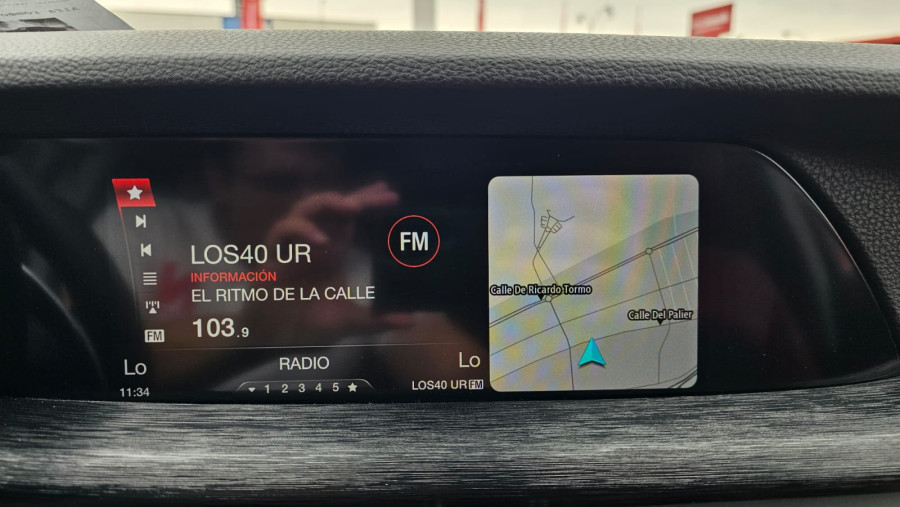 LOS40 UR
FM
INFORMACIÓN
EL RITMO DE LA CALLE
103.9
FM
Lo
RADIO
Lo
11:34
1 2 3 4 5
LOS40 UR FM
Calle De Ricardo Tormo
Calle Del Palier